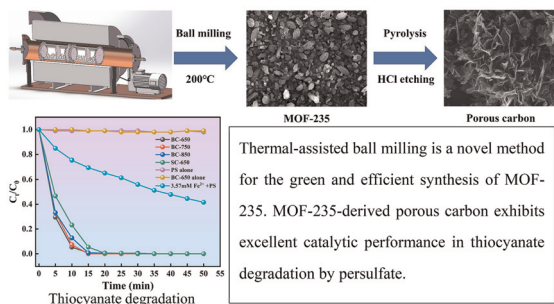 Ball milling
200℃
Pyrolysis
HCl etching
MOF-235
Porous carbon
BC-650
BC-750
BC-850
SC-650
PS alone
BC-650 alone
3.57mM Fe³⁺ +PS
Cₜ/C₀
1.0
0.8
0.6
0.4
0.2
0.0
0 5 10 15 20 25 30 35 40 45 50
Time (min)
Thiocyanate degradation
Thermal-assisted ball milling is a novel method
for the green and efficient synthesis of MOF-
235. MOF-235-derived porous carbon exhibits
excellent catalytic performance in thiocyanate
degradation by persulfate.